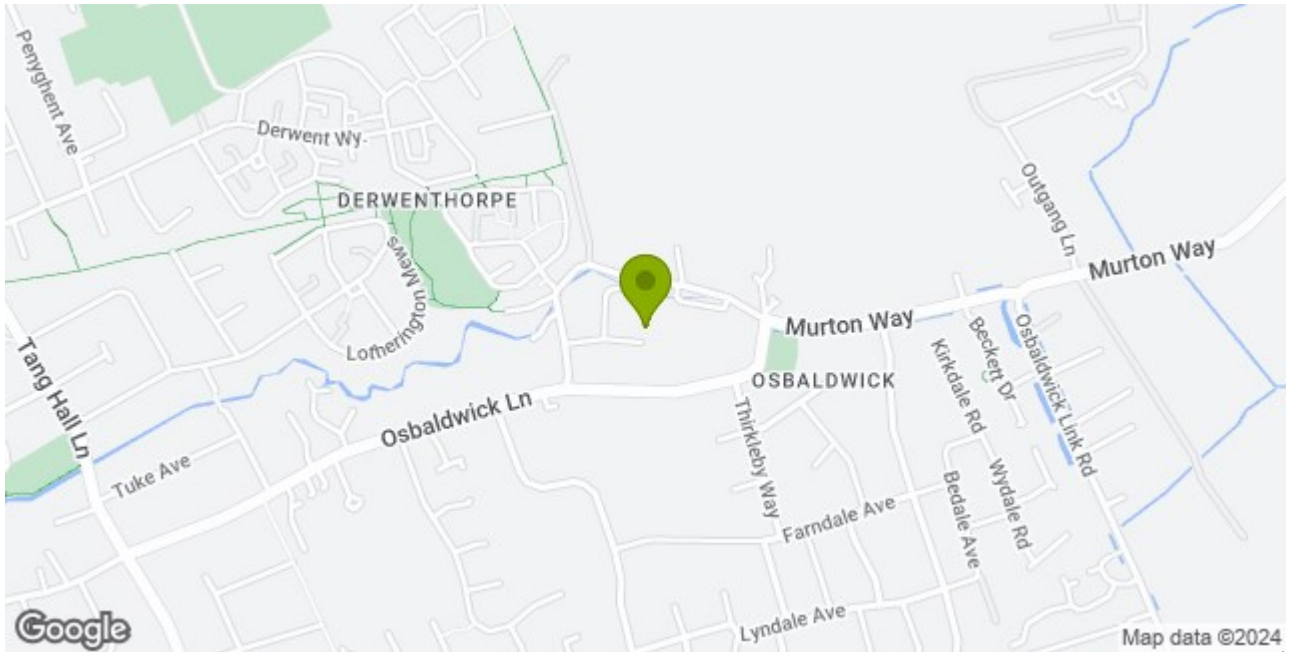 Penyghent Ave
Derwent Wy
DERWENTHORPE
Lotherington Mews
Outgang Ln
Murton Way
Murton Way
Tang Hall Ln
Osbaldwick Ln
OSBALDWICK
Beckett Dr
Kirkdale Rd
Osbaldwick Link Rd
Thirkleby Way
Tuke Ave
Bedale Ave
Wydale Rd
Farndale Ave
Lyndale Ave
Google
Map data ©2024